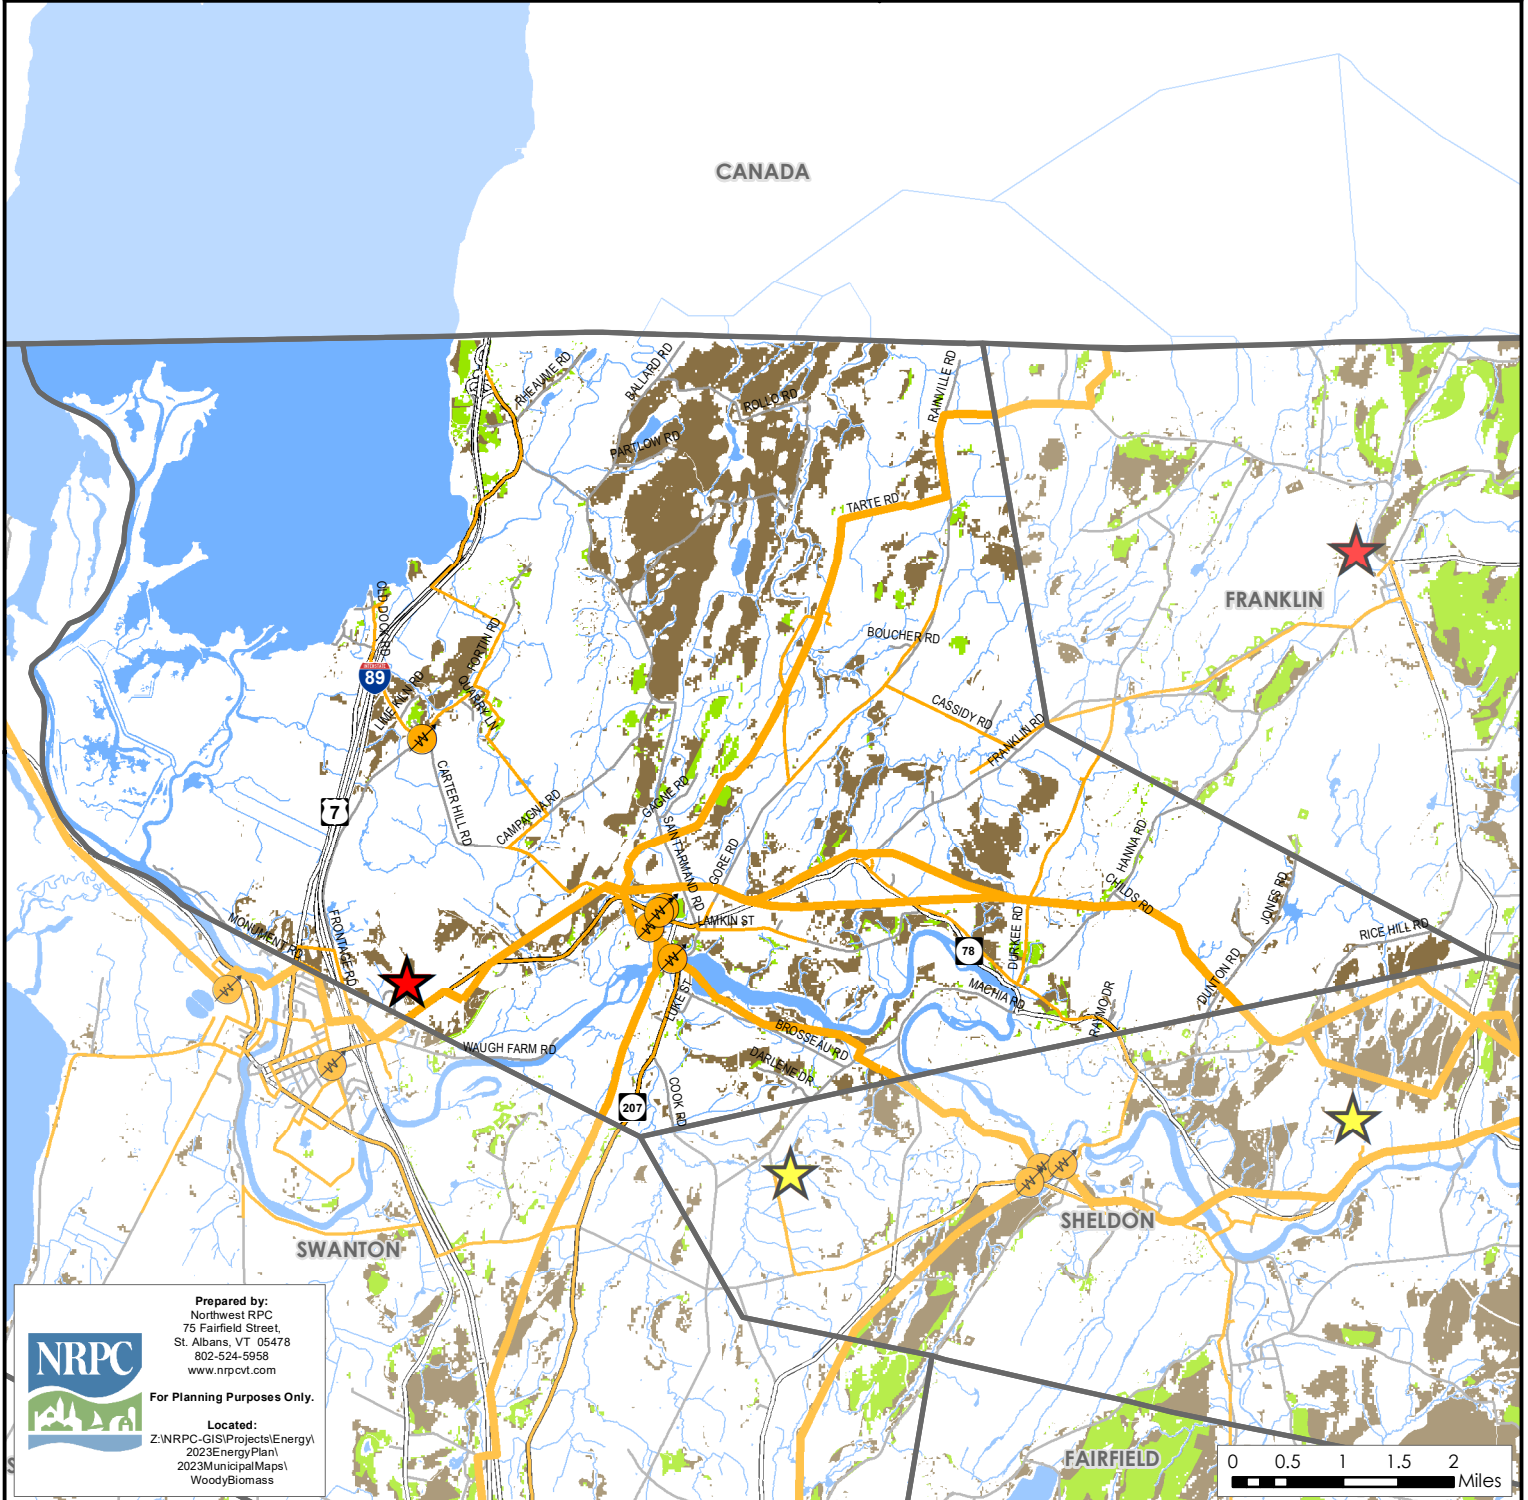 CANADA
RHEAUME RD
BALLARD RD
ROLLO RD
RAINVILLE RD
PARTLOW RD
TARTE RD
OLD DOCK RD
FRANKLIN
BOUCHER RD
FORTIN RD
INTERSTATE
89
LIME KILN RD
QUARRY LN
CASSIDY RD
FRANKLIN RD
W
7
CARTER HILL RD
CAMPAGNA RD
GAGNE RD
SAINT ARMAND RD
GORE RD
HANNA RD
CHILDS RD
JONES RD
MONUMENT RD
FRONTAGE RD
W
W
LAMKIN ST
DURKEE RD
78
RICE HILL RD
W
W
LUKE ST
MACHIA RD
RAYMO DR
DUNTON RD
BROSSEAU RD
WAUGH FARM RD
DARLENE DR
W
COOK RD
207
W
W
W
SHELDON
SWANTON
Prepared by:
Northwest RPC
75 Fairfield Street,
St. Albans, VT 05478
802-524-5958
www.nrpcvt.com
NRPC
For Planning Purposes Only.
Located:
Z:\NRPC-GIS\Projects\Energy\
2023EnergyPlan\
2023MunicipalMaps\
WoodyBiomass
S
FAIRFIELD
0 0.5 1 1.5 2
Miles